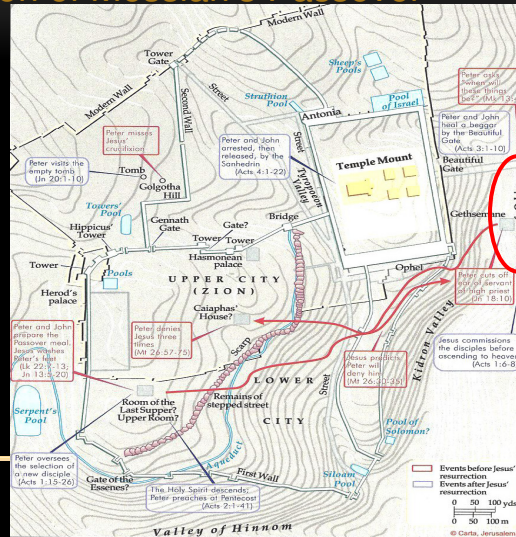 of Messiah's Passover
Modern Wall
Tower
Gate
Modern Wall
Second Wall
Street
Struthion
Pool
Sheep's
Pools
Pool
of Israel
Antonia
Peter asks
"when will
these things
be?" (Mk 13:
Peter misses
Jesus'
crucifixion
Peter and John
arrested, then
released, by the
Sanhedrin
(Acts 4:1-22)
Street
Tyropoeon
Valley
Temple Mount
Peter and John
heal a beggar
by the Beautiful
Gate
(Acts 3:1-10)
Beautiful
Gate
Peter visits the
empty tomb
(Jn 20:1-10)
Tomb
Golgotha
Hill
Towers'
Pool
Hippicus'
Tower
Gennath
Gate
Gate?
Bridge
Tower
Tower
Hasmonean
palace
Gethsemane
Tower
Pools
Herod's
palace
UPPER CITY
(ZION)
Ophel
Peter cuts off
ear of servant
of high priest
(Jn 18:10)
Caiaphas'
House?
Peter and John
prepare the
Passover meal.
Jesus washes
Peter's feet
(Lk 22:7-13;
Jn 13:5-20)
Peter denies
Jesus three
times
(Mt 26:57-75)
Scarp
Jesus predicts
Peter will
deny him
(Mt 26:30-35)
Kidron Valley
Jesus commissions
the disciples before
ascending to heaven
(Acts 1:6-8
LOWER
CITY
Street
Room of the
Last Supper?
Upper Room?
Remains of
stepped street
Serpent's
Pool
Pool of
Solomon?
Peter oversees
the selection of
a new disciple
(Acts 1:15-26)
Aqueduct
Gate of the
Essenes?
First Wall
Siloam
Pool
The Holy Spirit descends;
Peter preaches at Pentecost
(Acts 2:1-41)
Valley of Hinnom
Events before Jesus'
resurrection
Events after Jesus'
resurrection
0 50 100 yds
0 50 100 m
© Carta, Jerusalem